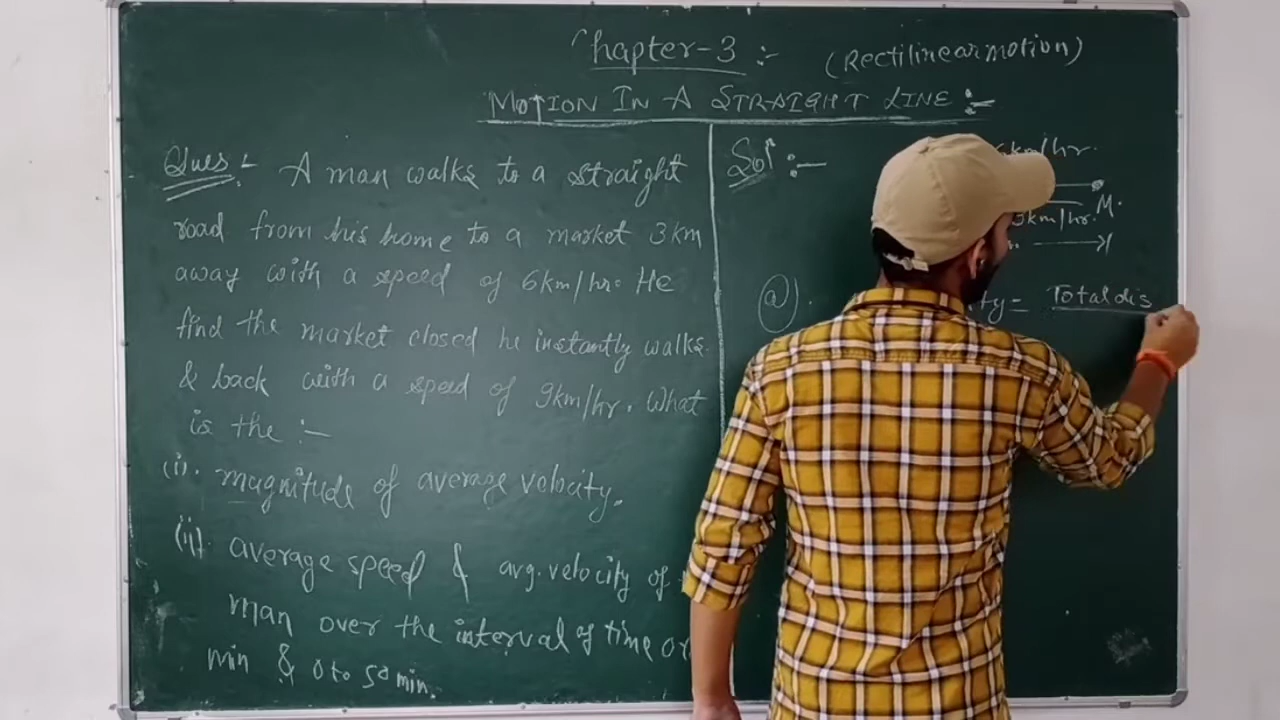 Chapter-3 :- (Rectilinear motion)
MOTION IN A STRAIGHT LINE :-
Ques :- A man walks to a straight
road from his home to a market 3km
away with a speed of 6km/hr. He
find the market closed he instantly walks
& back with a speed of 9km/hr. What
is the :-
(i). magnitude of average velocity.
(ii). average speed & avg. velocity of
man over the interval of time
min & 0 to 50 min.
Sol :-
km/hr.
M.
9km/hr.
(a).
ty = Total dis